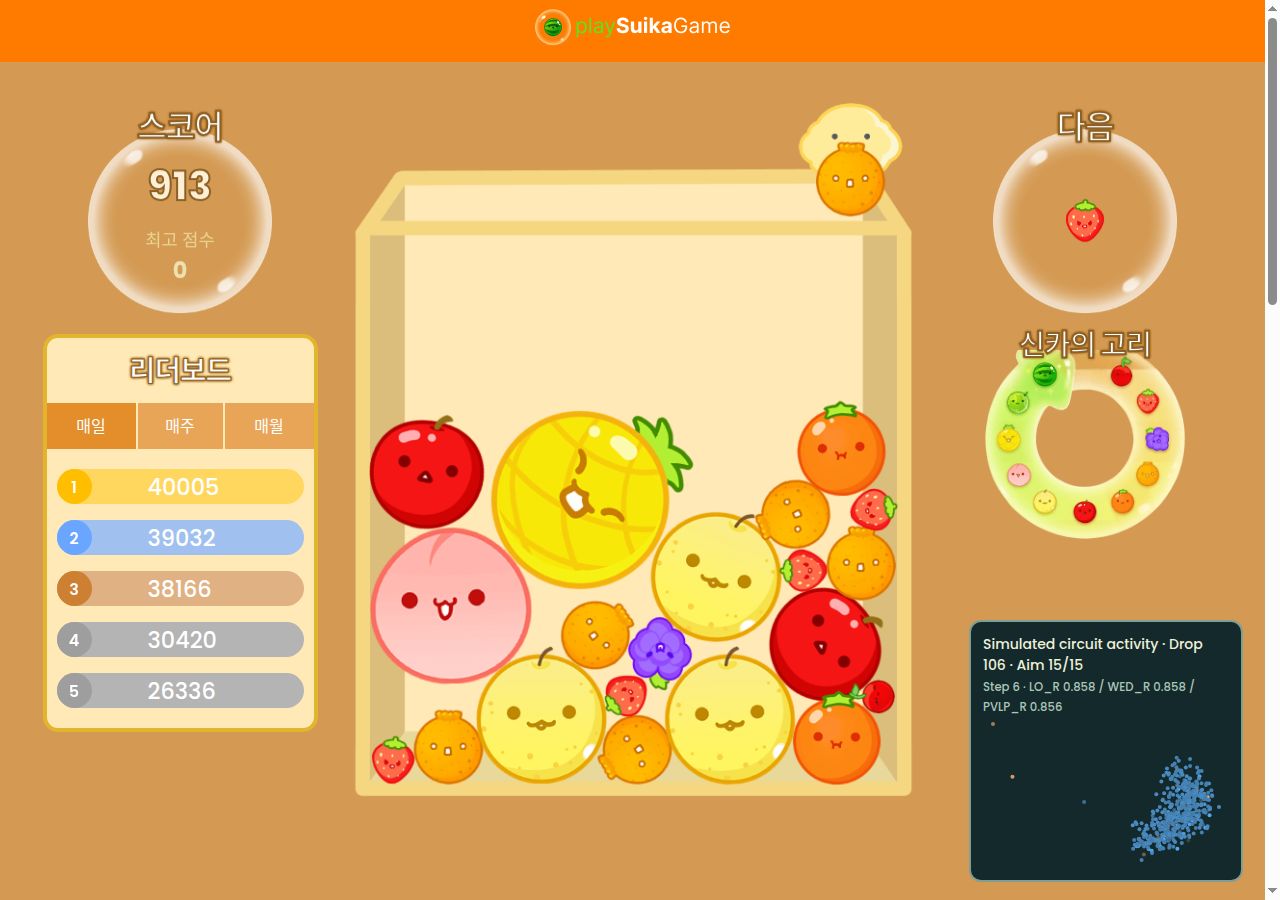 playSuikaGame
스코어
913
최고 점수
0
리더보드
매일 매주 매월
1 40005
2 39032
3 38166
4 30420
5 26336
다음
신카의 고리
Simulated circuit activity · Drop
106 · Aim 15/15
Step 6 · LO_R 0.858 / WED_R 0.858 /
PVLP_R 0.856